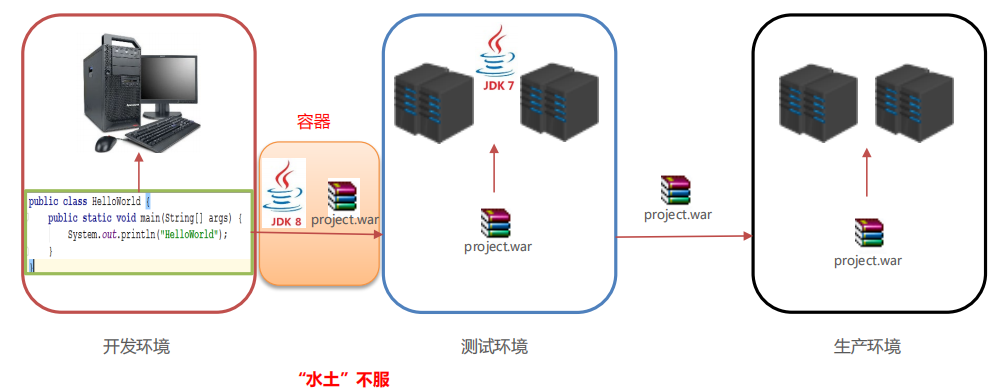 JDK 7
容器
public class HelloWorld {
public static void main(String[] args) {
System.out.println("HelloWorld");
}
}
JDK 8
project.war
project.war
project.war
project.war
开发环境
测试环境
生产环境
“水土”不服